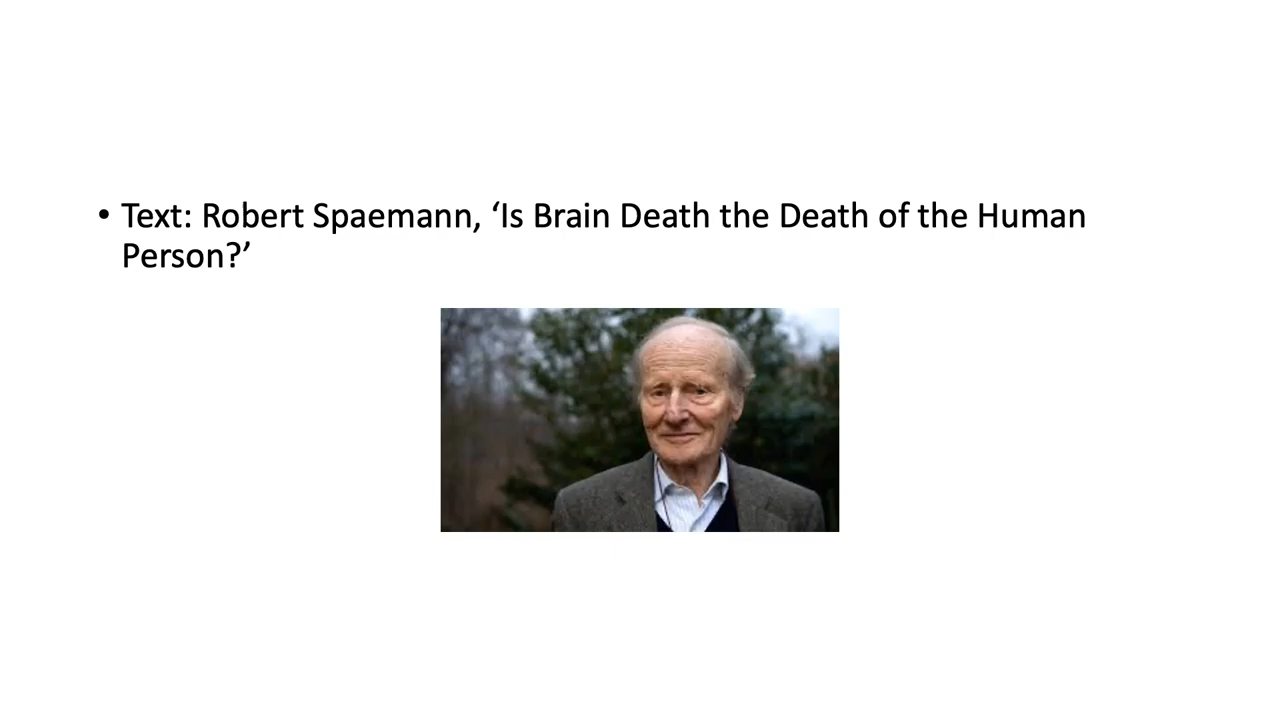 • Text: Robert Spaemann, ‘Is Brain Death the Death of the Human
Person?’